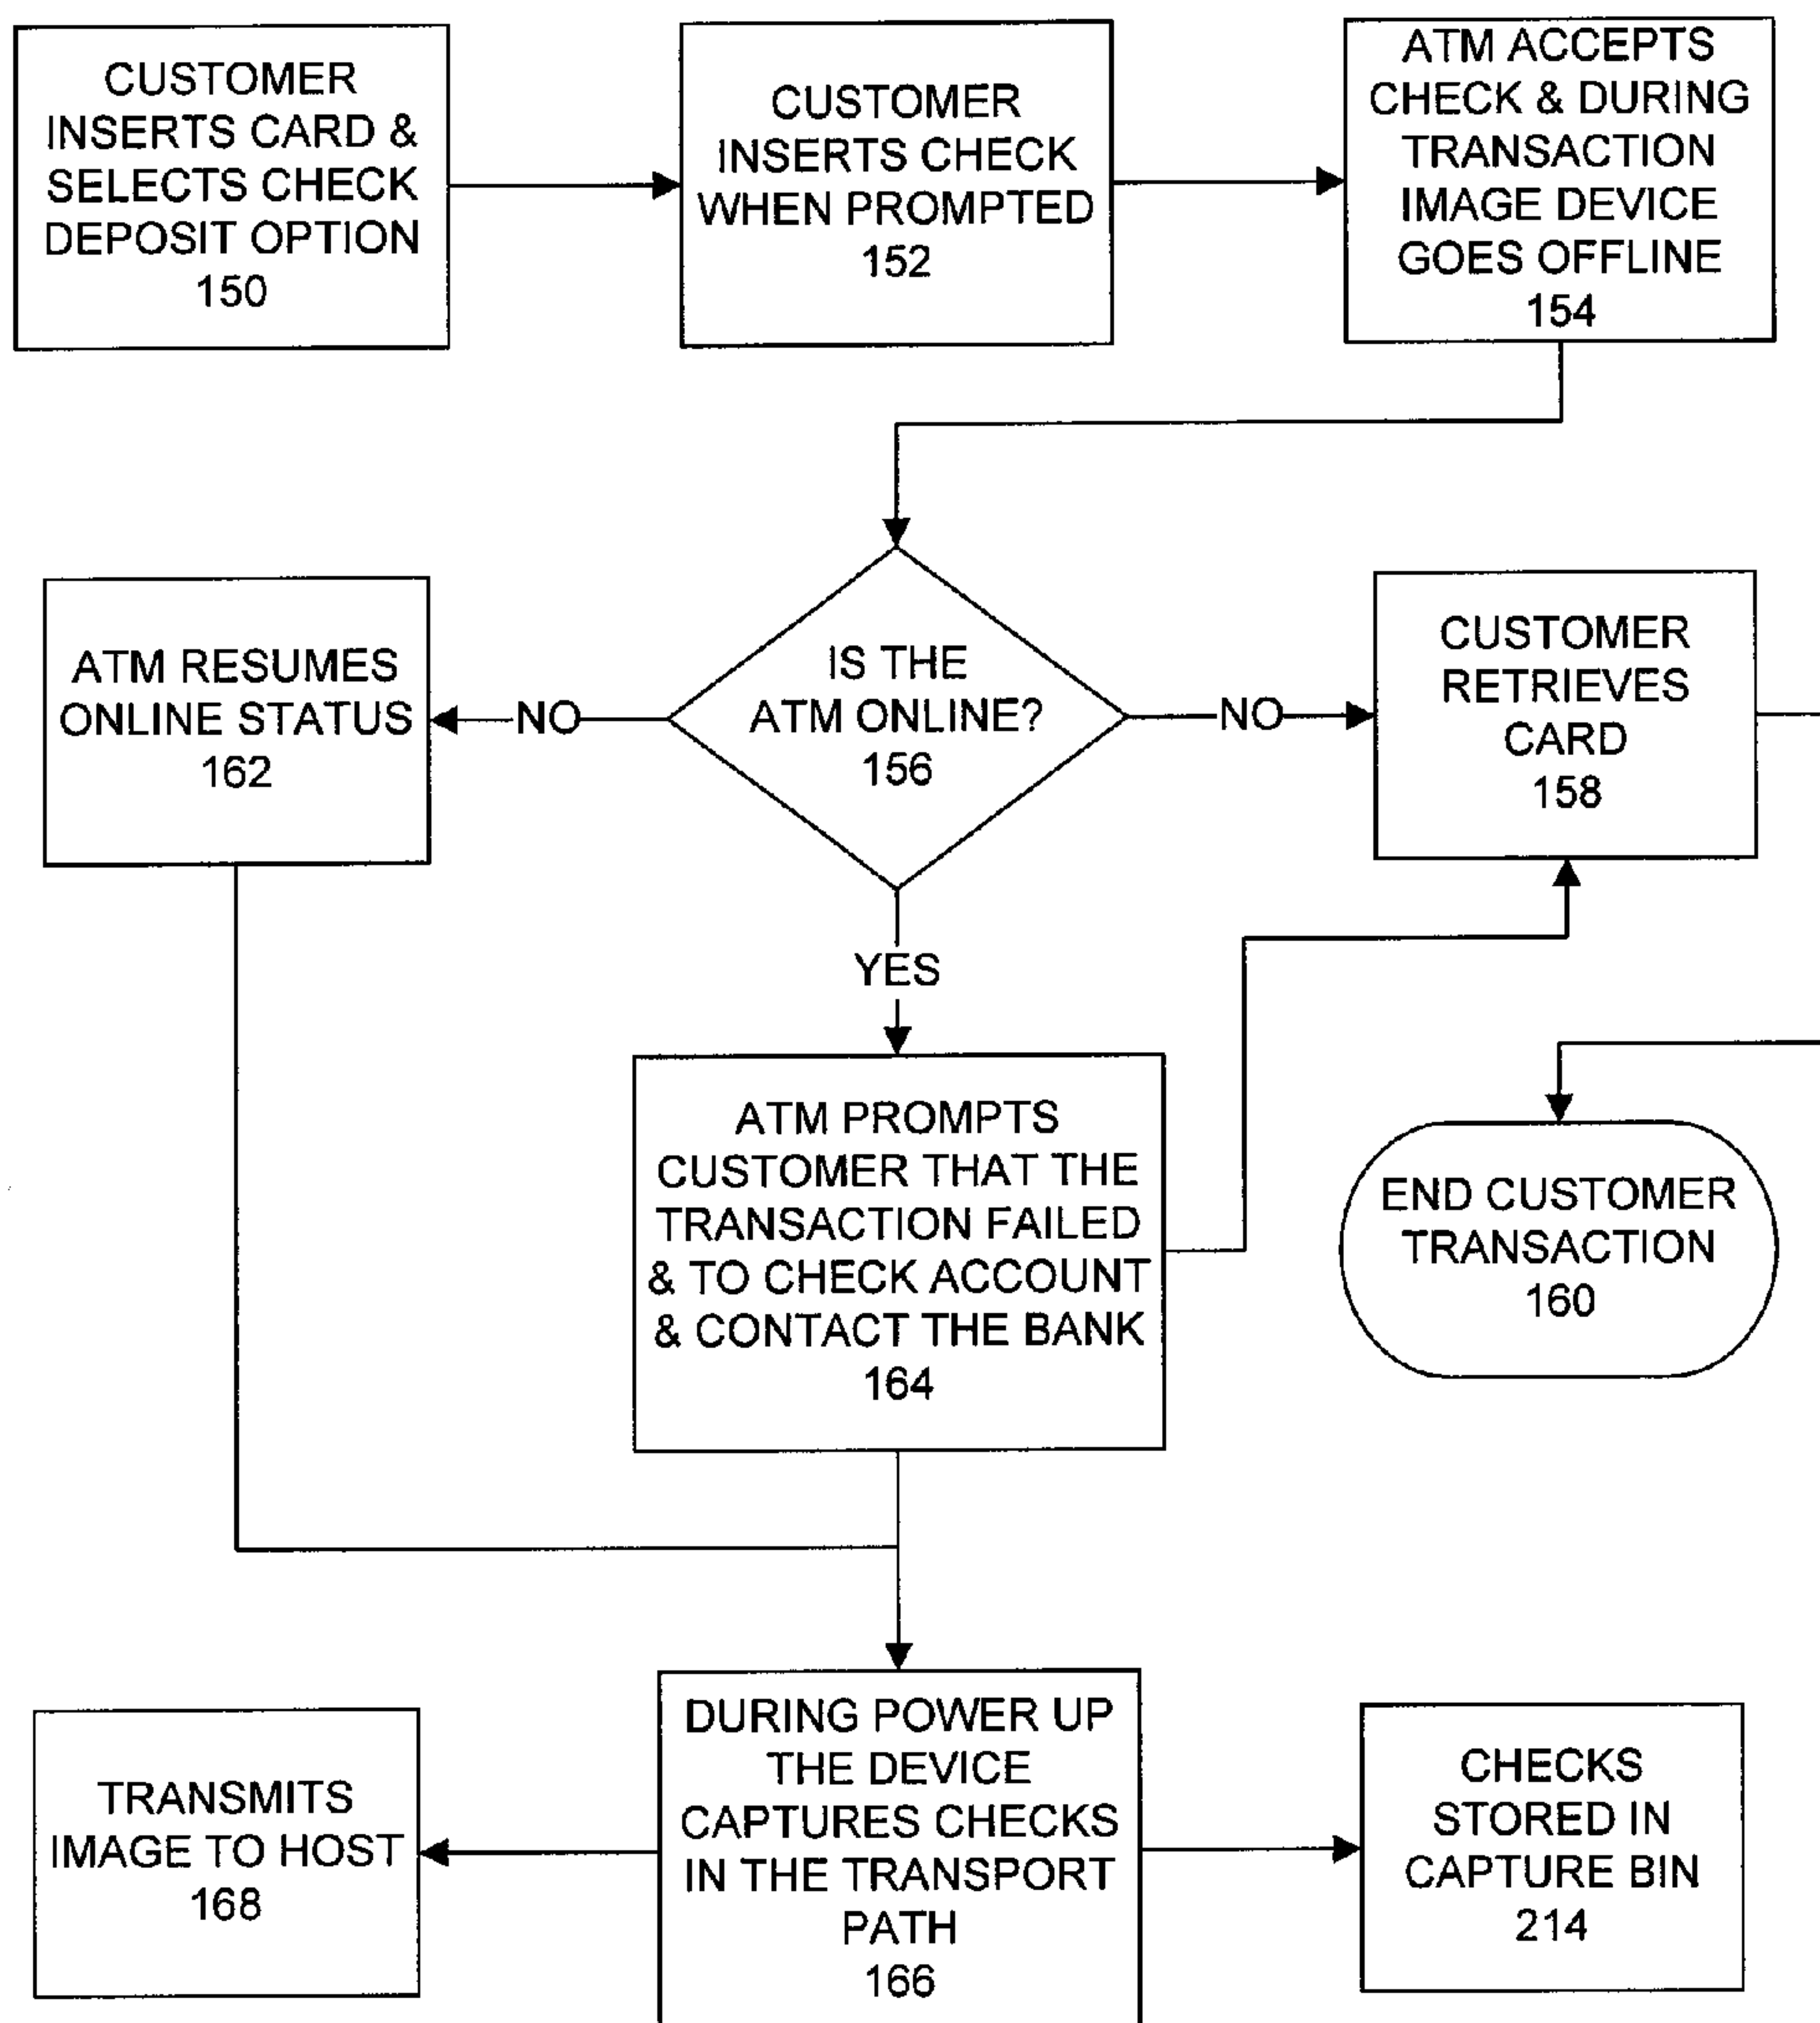 CUSTOMER
INSERTS CARD &
SELECTS CHECK
DEPOSIT OPTION
150
CUSTOMER
INSERTS CHECK
WHEN PROMPTED
152
ATM ACCEPTS
CHECK & DURING
TRANSACTION
IMAGE DEVICE
GOES OFFLINE
154
ATM RESUMES
ONLINE STATUS
162
NO
IS THE
ATM ONLINE?
156
NO
CUSTOMER
RETRIEVES
CARD
158
YES
ATM PROMPTS
CUSTOMER THAT THE
TRANSACTION FAILED
& TO CHECK ACCOUNT
& CONTACT THE BANK
164
END CUSTOMER
TRANSACTION
160
TRANSMITS
IMAGE TO HOST
168
DURING POWER UP
THE DEVICE
CAPTURES CHECKS
IN THE TRANSPORT
PATH
166
CHECKS
STORED IN
CAPTURE BIN
214